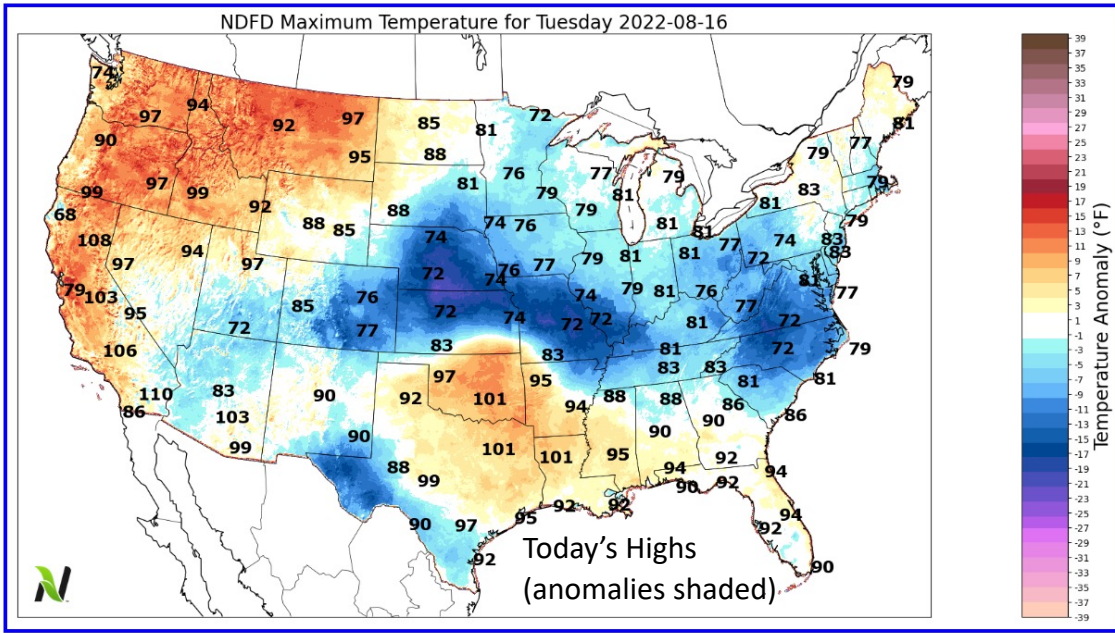 NDFD Maximum Temperature for Tuesday 2022-08-16
74 97 94 92 97 85 81 72 79
90 95 88 81 77 79 77
99 97 99 92 81 76 79 81 79 83 79
68 88 85 88 79 81 81 79
108 97 94 97 74 74 76 79 81 81 77 74 83 83
79 103 95 85 76 72 74 76 77 79 81 76 72 81 77
72 77 72 74 74 72 72 81 77 72 79
106 83 83 81 83 83 72 81
110 83 90 92 97 95 94 88 88 86 81
86 103 90 101 90 90 86
99 88 99 101 101 95 94 92 94
90 97 95 92 92 90 92 92 94
92 90
Today's Highs
(anomalies shaded)
N
Temperature Anomaly (°F)
39
37
35
33
31
29
27
25
23
21
19
17
15
13
11
9
7
5
3
1
-1
-3
-5
-7
-9
-11
-13
-15
-17
-19
-21
-23
-25
-27
-29
-31
-33
-35
-37
-39